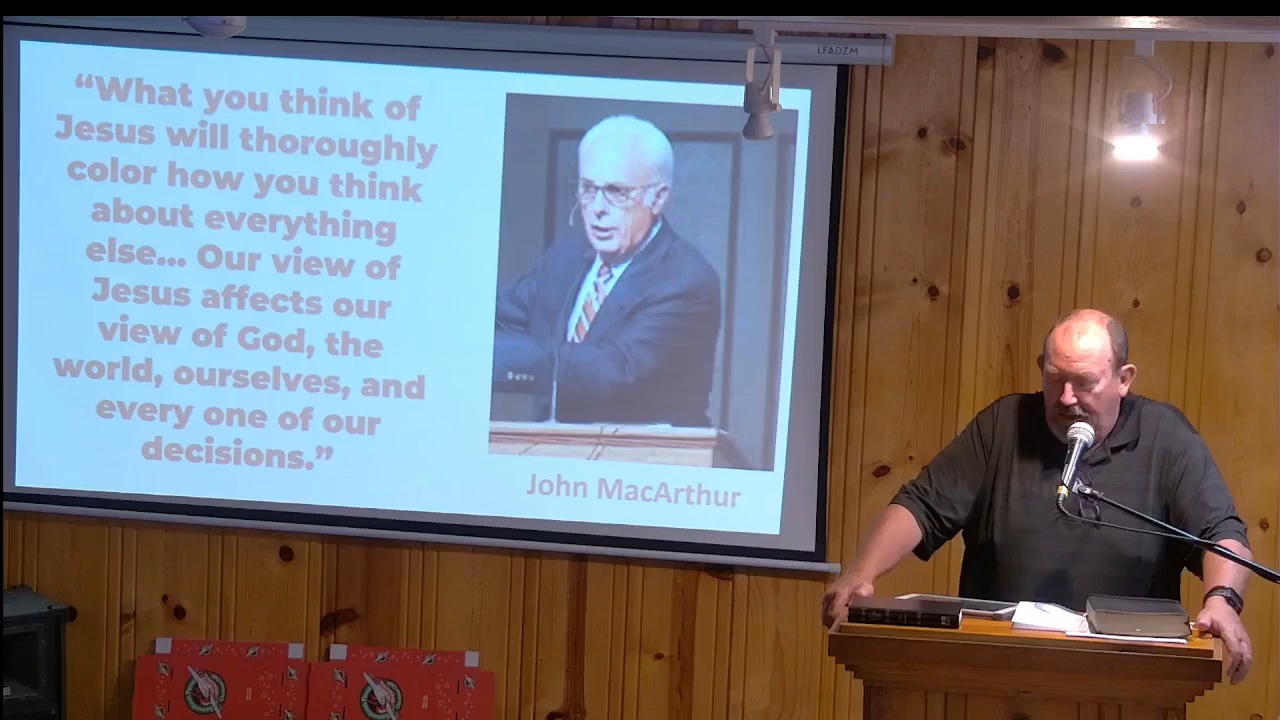 “What you think of
Jesus will thoroughly
color how you think
about everything
else... Our view of
Jesus affects our
view of God, the
world, ourselves, and
every one of our
decisions.”
John MacArthur
LEADZM